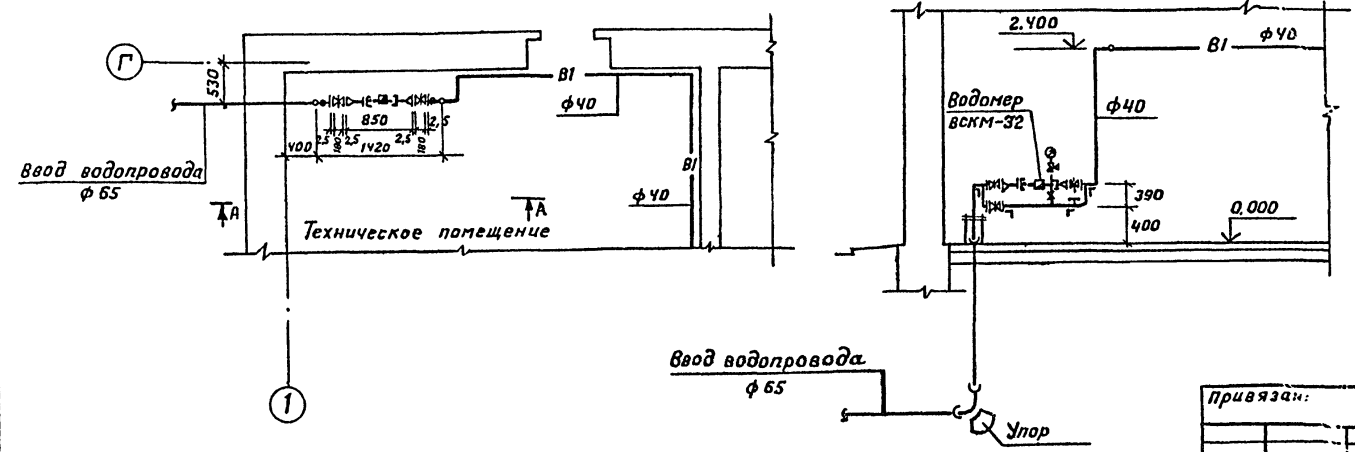 Г
530
В1
ф40
850
2,5
2,5
180
2,5
2,5
180
400
1420
Ввод водопровода
ф 65
В1
ф40
А
А
Техническое помещение
1
2.400
В1
ф40
Водомер
ВСКМ-32
ф40
390
400
0,000
Ввод водопровода
ф 65
Упор
Привязан: